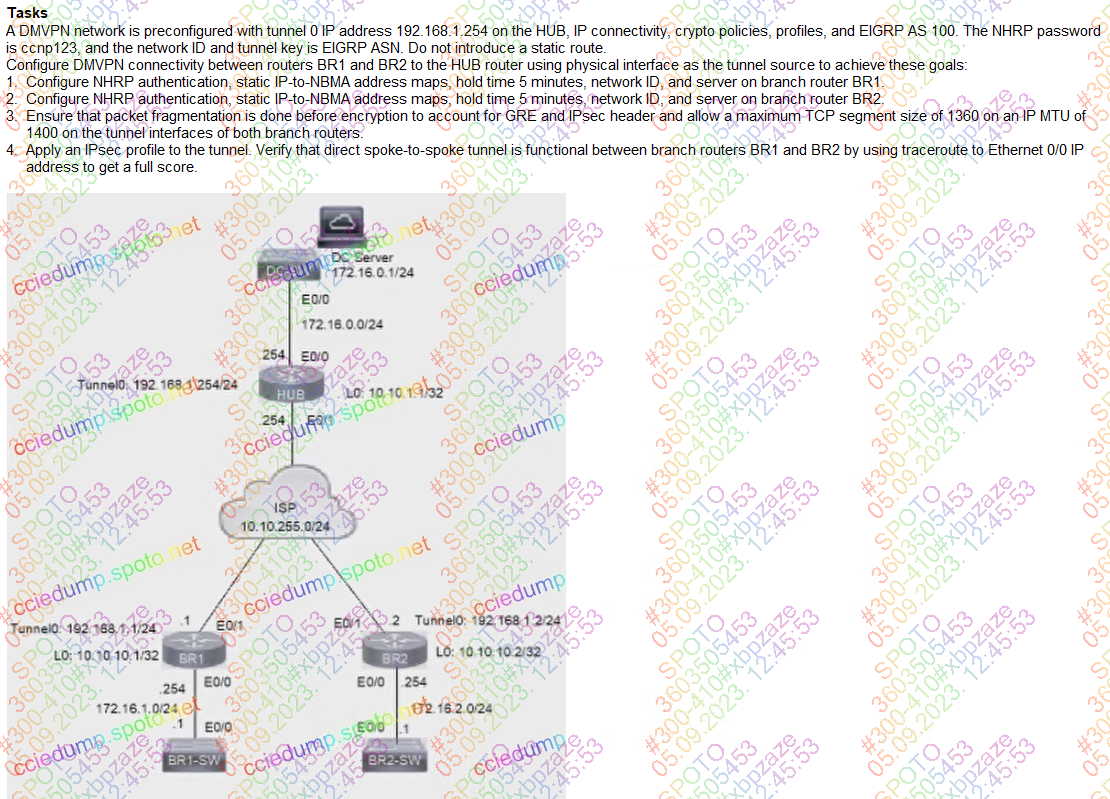 Tasks
A DMVPN network is preconfigured with tunnel 0 IP address 192.168.1.254 on the HUB, IP connectivity, crypto policies, profiles, and EIGRP AS 100. The NHRP password
is ccnp123, and the network ID and tunnel key is EIGRP ASN. Do not introduce a static route.
Configure DMVPN connectivity between routers BR1 and BR2 to the HUB router using physical interface as the tunnel source to achieve these goals:
1. Configure NHRP authentication, static IP-to-NBMA address maps, hold time 5 minutes, network ID, and server on branch router BR1.
2. Configure NHRP authentication, static IP-to-NBMA address maps, hold time 5 minutes, network ID, and server on branch router BR2.
3. Ensure that packet fragmentation is done before encryption to account for GRE and IPsec header and allow a maximum TCP segment size of 1360 on an IP MTU of
1400 on the tunnel interfaces of both branch routers.
4. Apply an IPsec profile to the tunnel. Verify that direct spoke-to-spoke tunnel is functional between branch routers BR1 and BR2 by using traceroute to Ethernet 0/0 IP
address to get a full score.
DC Server
172.16.0.1/24
E0/0
172.16.0.0/24
254 E0/0
Tunnel0: 192.168.1.254/24
HUB
L0: 10.10.1.1/32
254 E0/1
ISP
10.10.255.0/24
.1 E0/1
E0/1 .2
Tunnel0: 192.168.1.1/24
Tunnel0: 192.168.1.2/24
L0: 10.10.10.1/32
BR1
BR2
L0: 10.10.10.2/32
.254 E0/0
E0/0 .254
172.16.1.0/24
172.16.2.0/24
.1 E0/0
E0/0 .1
BR1-SW
BR2-SW
cciedump.spoto.net
#300-410#xbpzaze
05.09.2023. 12:45:53